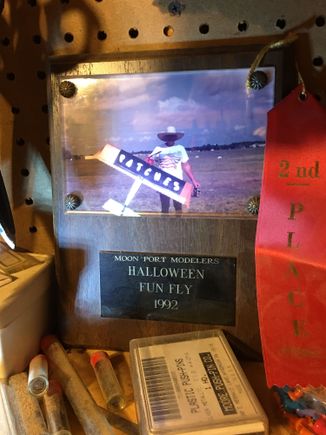 PATCHES
2nd
PLACE
MOON PORT MODELERS
HALLOWEEN
FUN FLY
1992
PLASTIC PUSH-PINS